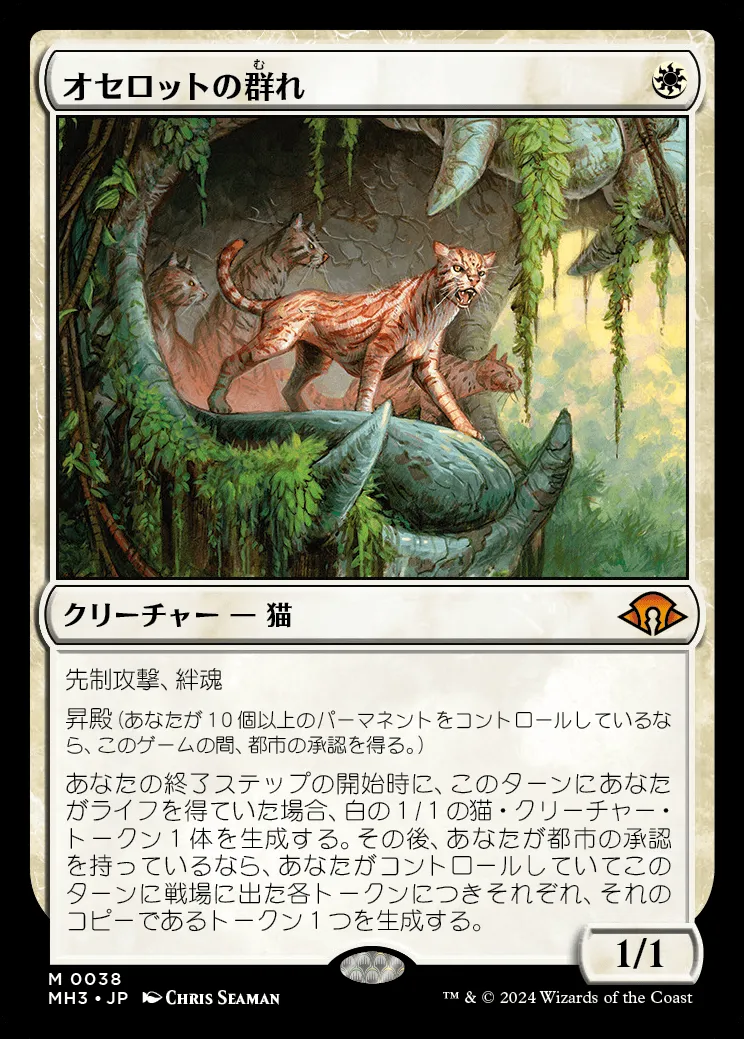 オセロットの群れ
む
クリーチャー — 猫
先制攻撃、絆魂
昇殿(あなたが10個以上のパーマネントをコントロールしているな
ら、このゲームの間、都市の承認を得る。)
あなたの終了ステップの開始時に、このターンにあなた
がライフを得ていた場合、白の1/1の猫・クリーチャー・
トークン1体を生成する。その後、あなたが都市の承認
を持っているなら、あなたがコントロールしていてこの
ターンに戦場に出た各トークンにつきそれぞれ、それの
コピーであるトークン1つを生成する。
1/1
M 0038
MH3 • JP CHRIS SEAMAN
™ & © 2024 Wizards of the Coast